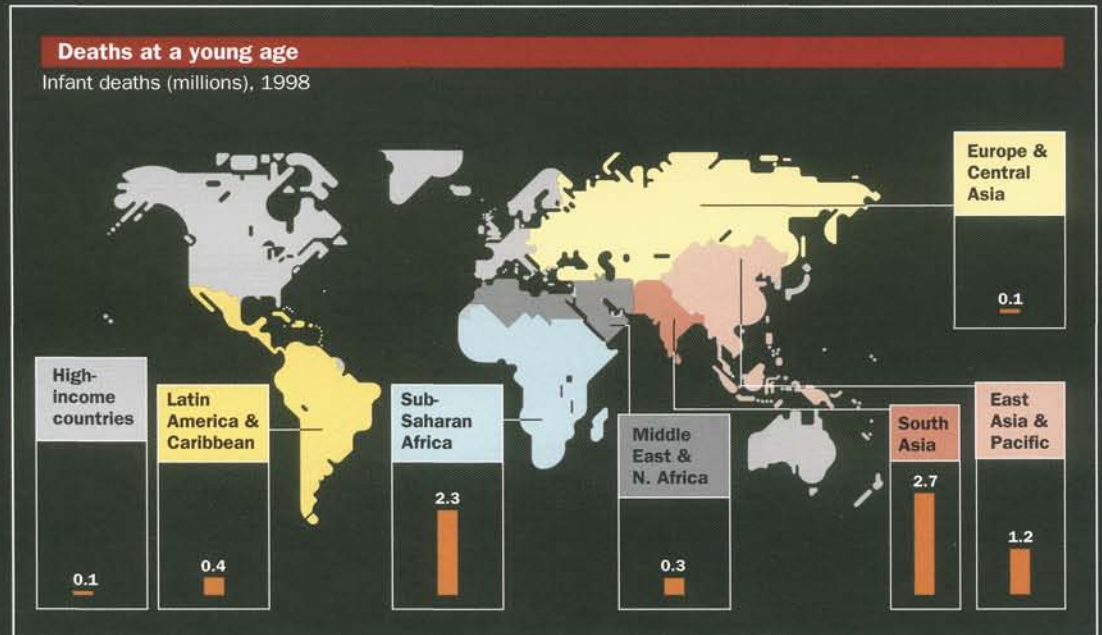 Deaths at a young age
Infant deaths (millions), 1998
Europe &
Central
Asia
0.1
High-
income
countries
0.1
Latin
America &
Caribbean
0.4
Sub-
Saharan
Africa
2.3
Middle
East &
N. Africa
0.3
South
Asia
2.7
East
Asia &
Pacific
1.2